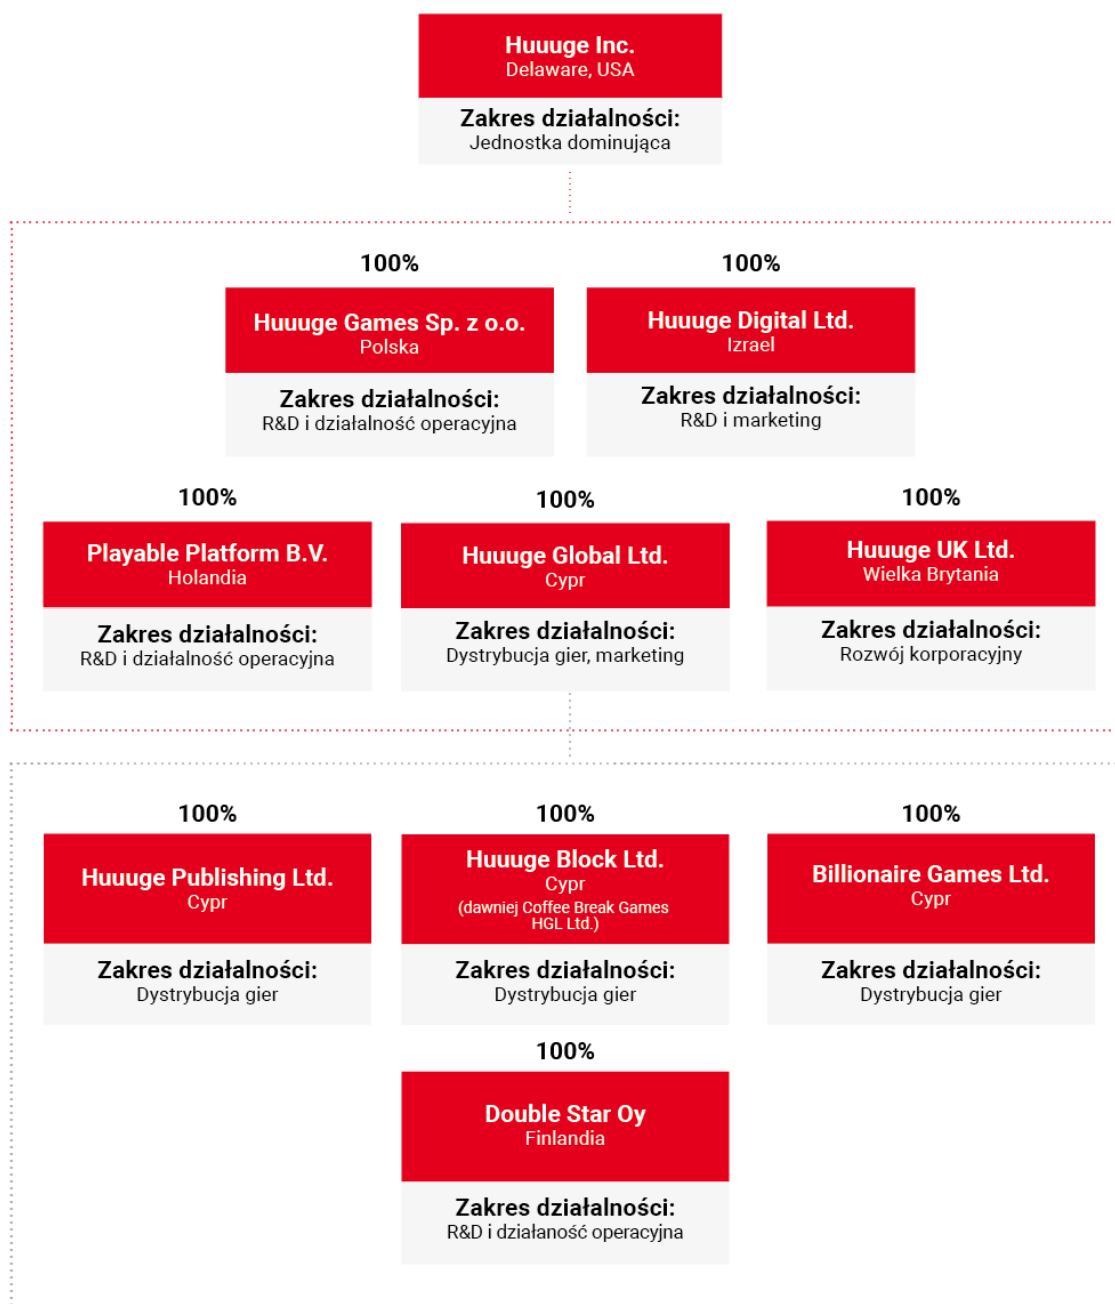 Huuuge Inc.
Delaware, USA
Zakres działalności:
Jednostka dominująca
100%
Huuuge Games Sp. z o.o.
Polska
Zakres działalności:
R&D i działalność operacyjna
100%
Huuuge Digital Ltd.
Izrael
Zakres działalności:
R&D i marketing
100%
Playable Platform B.V.
Holandia
Zakres działalności:
R&D i działalność operacyjna
100%
Huuuge Global Ltd.
Cypr
Zakres działalności:
Dystrybucja gier, marketing
100%
Huuuge UK Ltd.
Wielka Brytania
Zakres działalności:
Rozwój korporacyjny
100%
Huuuge Publishing Ltd.
Cypr
Zakres działalności:
Dystrybucja gier
100%
Huuuge Block Ltd.
Cypr
(dawniej Coffee Break Games
HGL Ltd.)
Zakres działalności:
Dystrybucja gier
100%
Billionaire Games Ltd.
Cypr
Zakres działalności:
Dystrybucja gier
100%
Double Star Oy
Finlandia
Zakres działalności:
R&D i działaność operacyjna